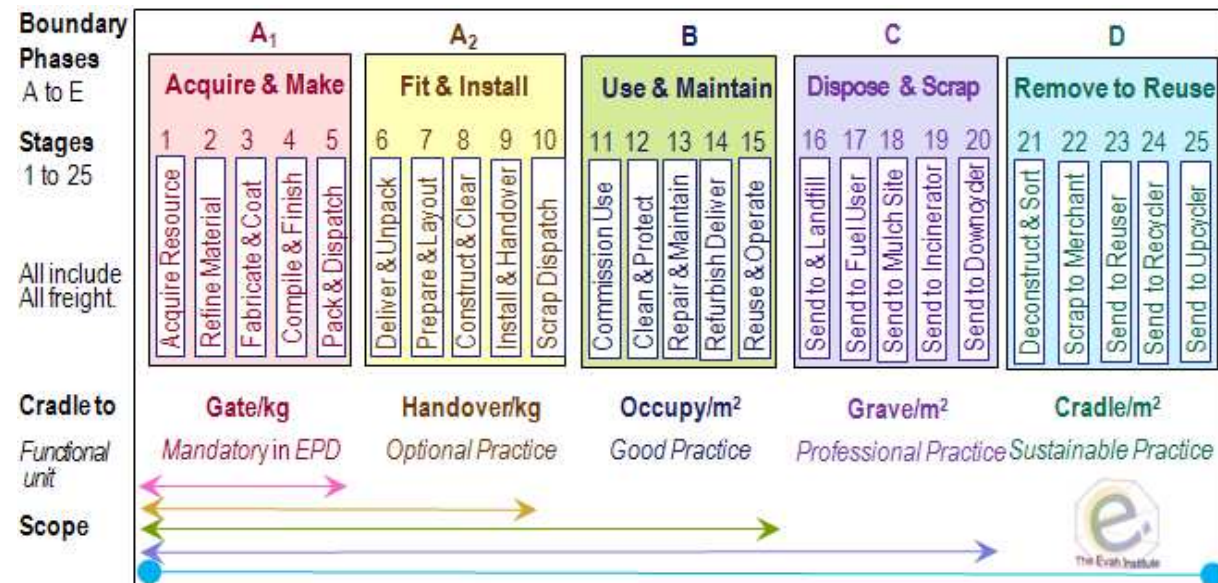 Boundary
Phases
A to E
A₁ A₂ B C D
Acquire & Make Fit & Install Use & Maintain Dispose & Scrap Remove to Reuse
Stages
1 to 25
1 2 3 4 5 6 7 8 9 10 11 12 13 14 15 16 17 18 19 20 21 22 23 24 25
Acquire Resource
Refine Material
Fabricate & Coat
Compile & Finish
Pack & Dispatch
Deliver & Unpack
Prepare & Layout
Construct & Clear
Install & Handover
Scrap Dispatch
Commission Use
Clean & Protect
Repair & Maintain
Refurbish Deliver
Reuse & Operate
Send to & Landfill
Send to Fuel User
Send to Mulch Site
Send to Incinerator
Send to Downcyder
Deconstruct & Sort
Scrap to Merchant
Send to Reuser
Send to Recycler
Send to Upcycler
All include
All freight.
Cradle to Gate/kg Handover/kg Occupy/m² Grave/m² Cradle/m²
Functional
unit
Mandatory in EPD Optional Practice Good Practice Professional Practice Sustainable Practice
Scope
e.
The Evah Institute